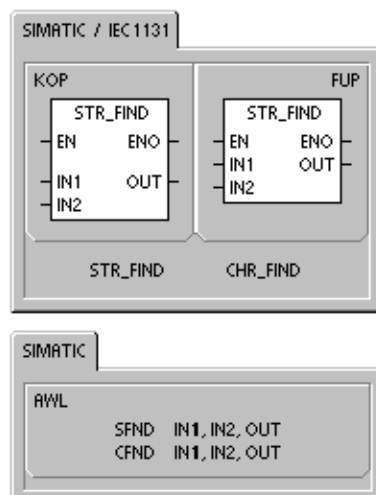 SIMATIC / IEC1131
KOP FUP
STR_FIND STR_FIND
EN ENO EN ENO
IN1 OUT IN1 OUT
IN2 IN2
STR_FIND CHR_FIND
SIMATIC
AWL
SFND IN1, IN2, OUT
CFND IN1, IN2, OUT